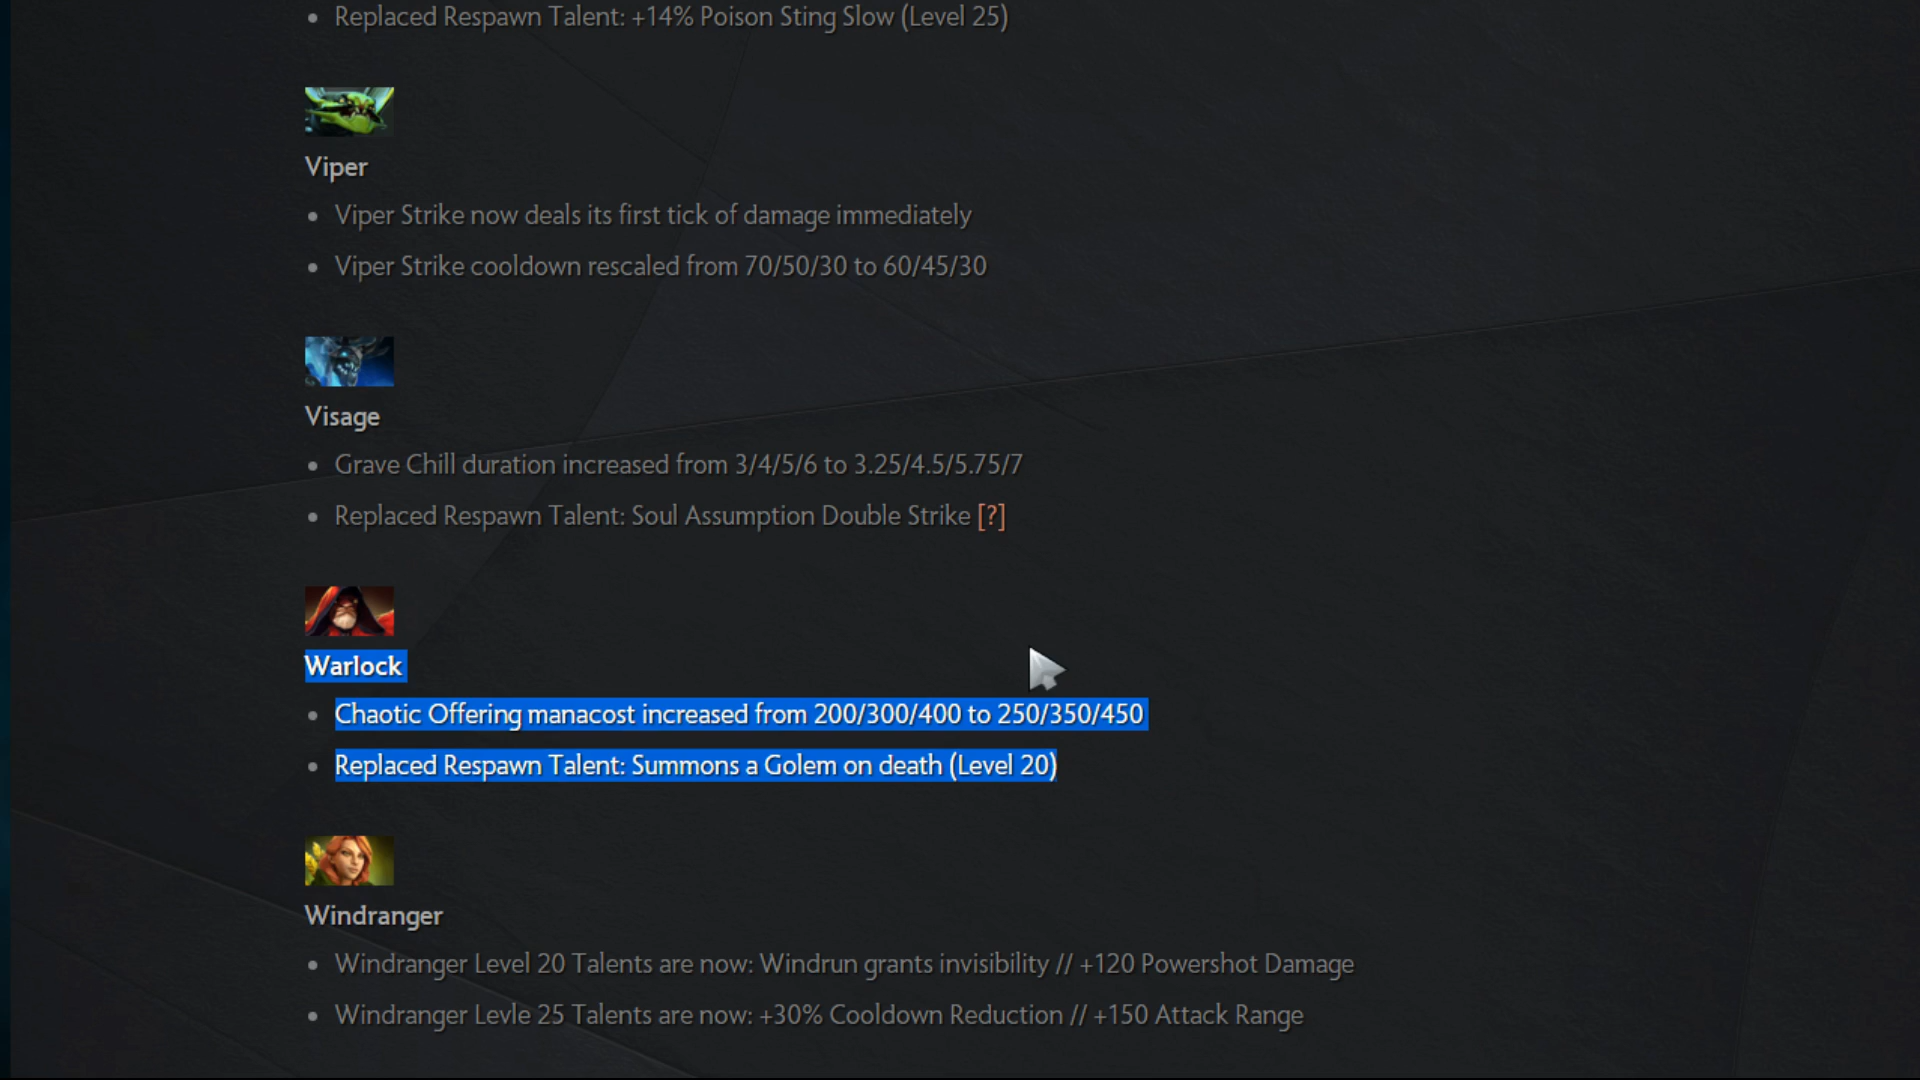 Replaced Respawn Talent: +14% Poison Sting Slow (Level 25)
Viper
Viper Strike now deals its first tick of damage immediately
Viper Strike cooldown rescaled from 70/50/30 to 60/45/30
Visage
Grave Chill duration increased from 3/4/5/6 to 3.25/4.5/5.75/7
Replaced Respawn Talent: Soul Assumption Double Strike [?]
Warlock
Chaotic Offering manacost increased from 200/300/400 to 250/350/450
Replaced Respawn Talent: Summons a Golem on death (Level 20)
Windranger
Windranger Level 20 Talents are now: Windrun grants invisibility // +120 Powershot Damage
Windranger Levle 25 Talents are now: +30% Cooldown Reduction // +150 Attack Range